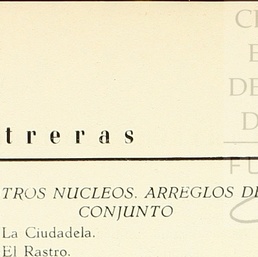 treras
TROS NUCLEOS. ARREGLOS DE
CONJUNTO
La Ciudadela.
El Rastro.